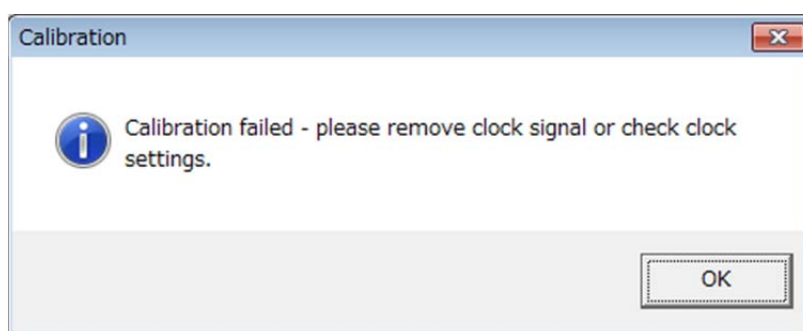 Calibration
Calibration failed - please remove clock signal or check clock
settings.
OK